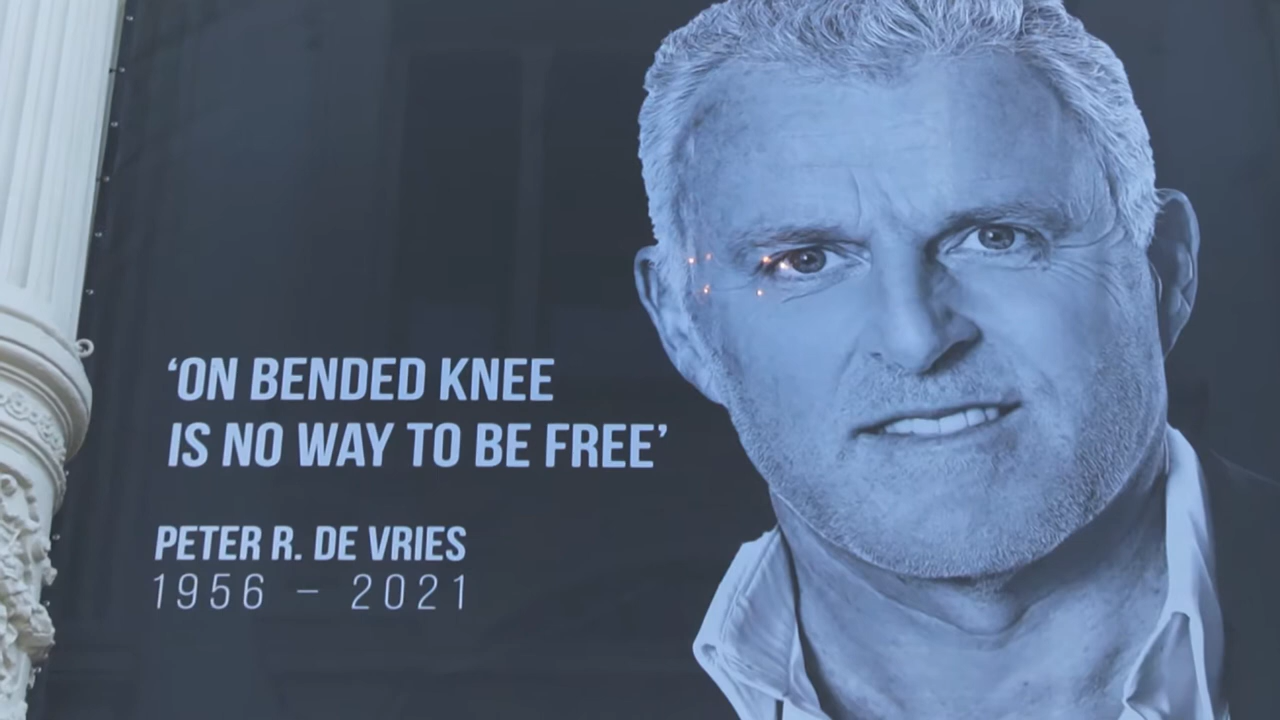 ‘ON BENDED KNEE
IS NO WAY TO BE FREE’
PETER R. DE VRIES
1956 – 2021